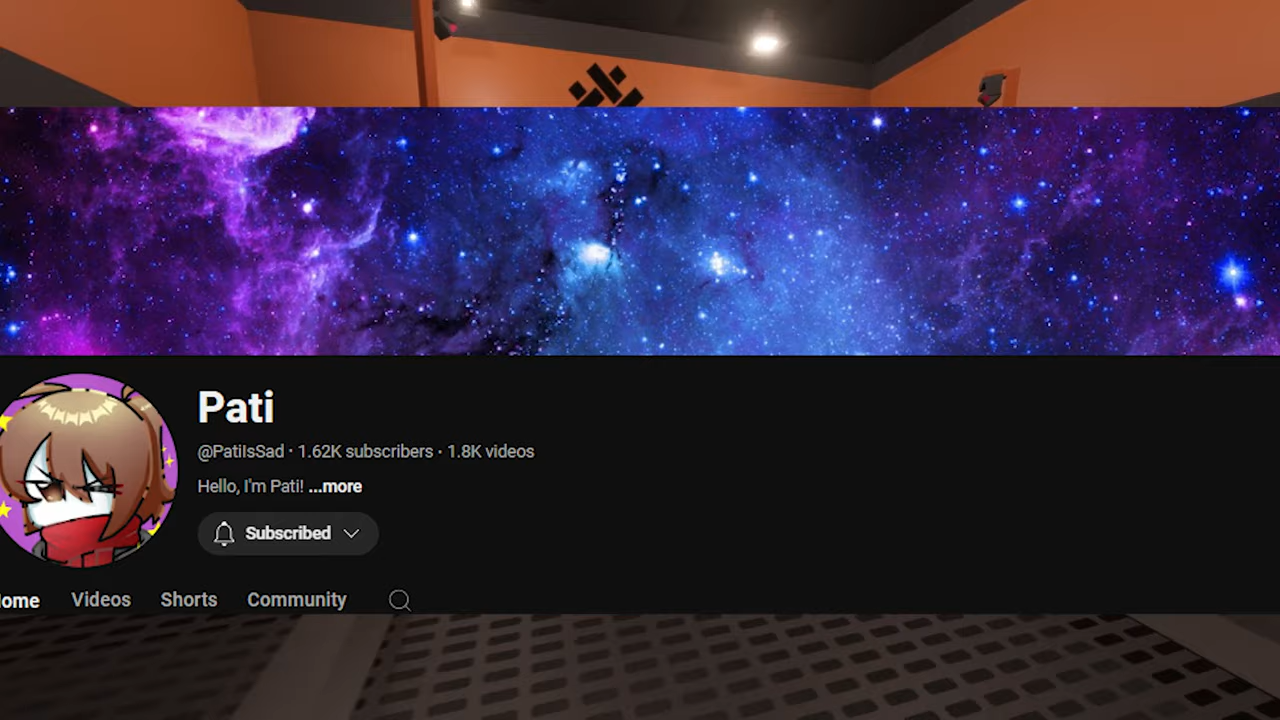 Pati
@PatiIsSad · 1.62K subscribers · 1.8K videos
Hello, I'm Pati! ...more
Subscribed
ome Videos Shorts Community